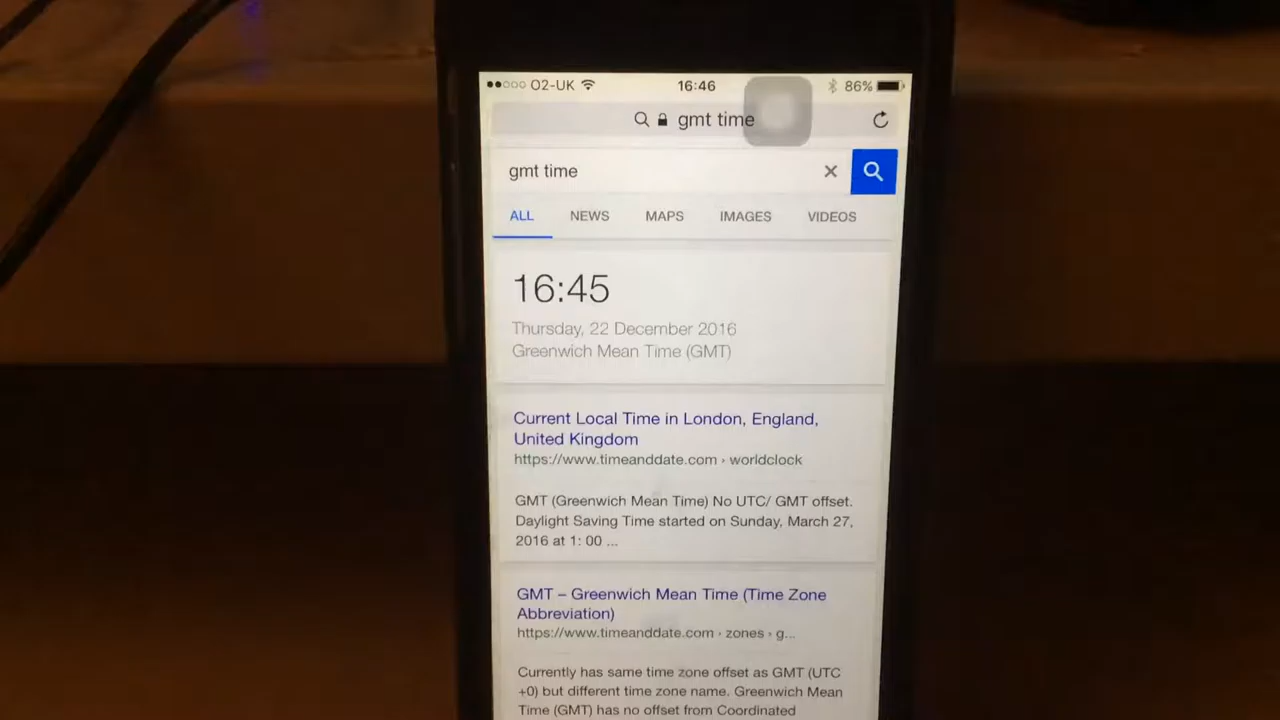 O2-UK 16:46 86%
gmt time
gmt time
ALL NEWS MAPS IMAGES VIDEOS
16:45
Thursday, 22 December 2016
Greenwich Mean Time (GMT)
Current Local Time in London, England,
United Kingdom
https://www.timeanddate.com › worldclock
GMT (Greenwich Mean Time) No UTC/ GMT offset.
Daylight Saving Time started on Sunday, March 27,
2016 at 1: 00 ...
GMT – Greenwich Mean Time (Time Zone
Abbreviation)
https://www.timeanddate.com › zones › g...
Currently has same time zone offset as GMT (UTC
+0) but different time zone name. Greenwich Mean
Time (GMT) has no offset from Coordinated